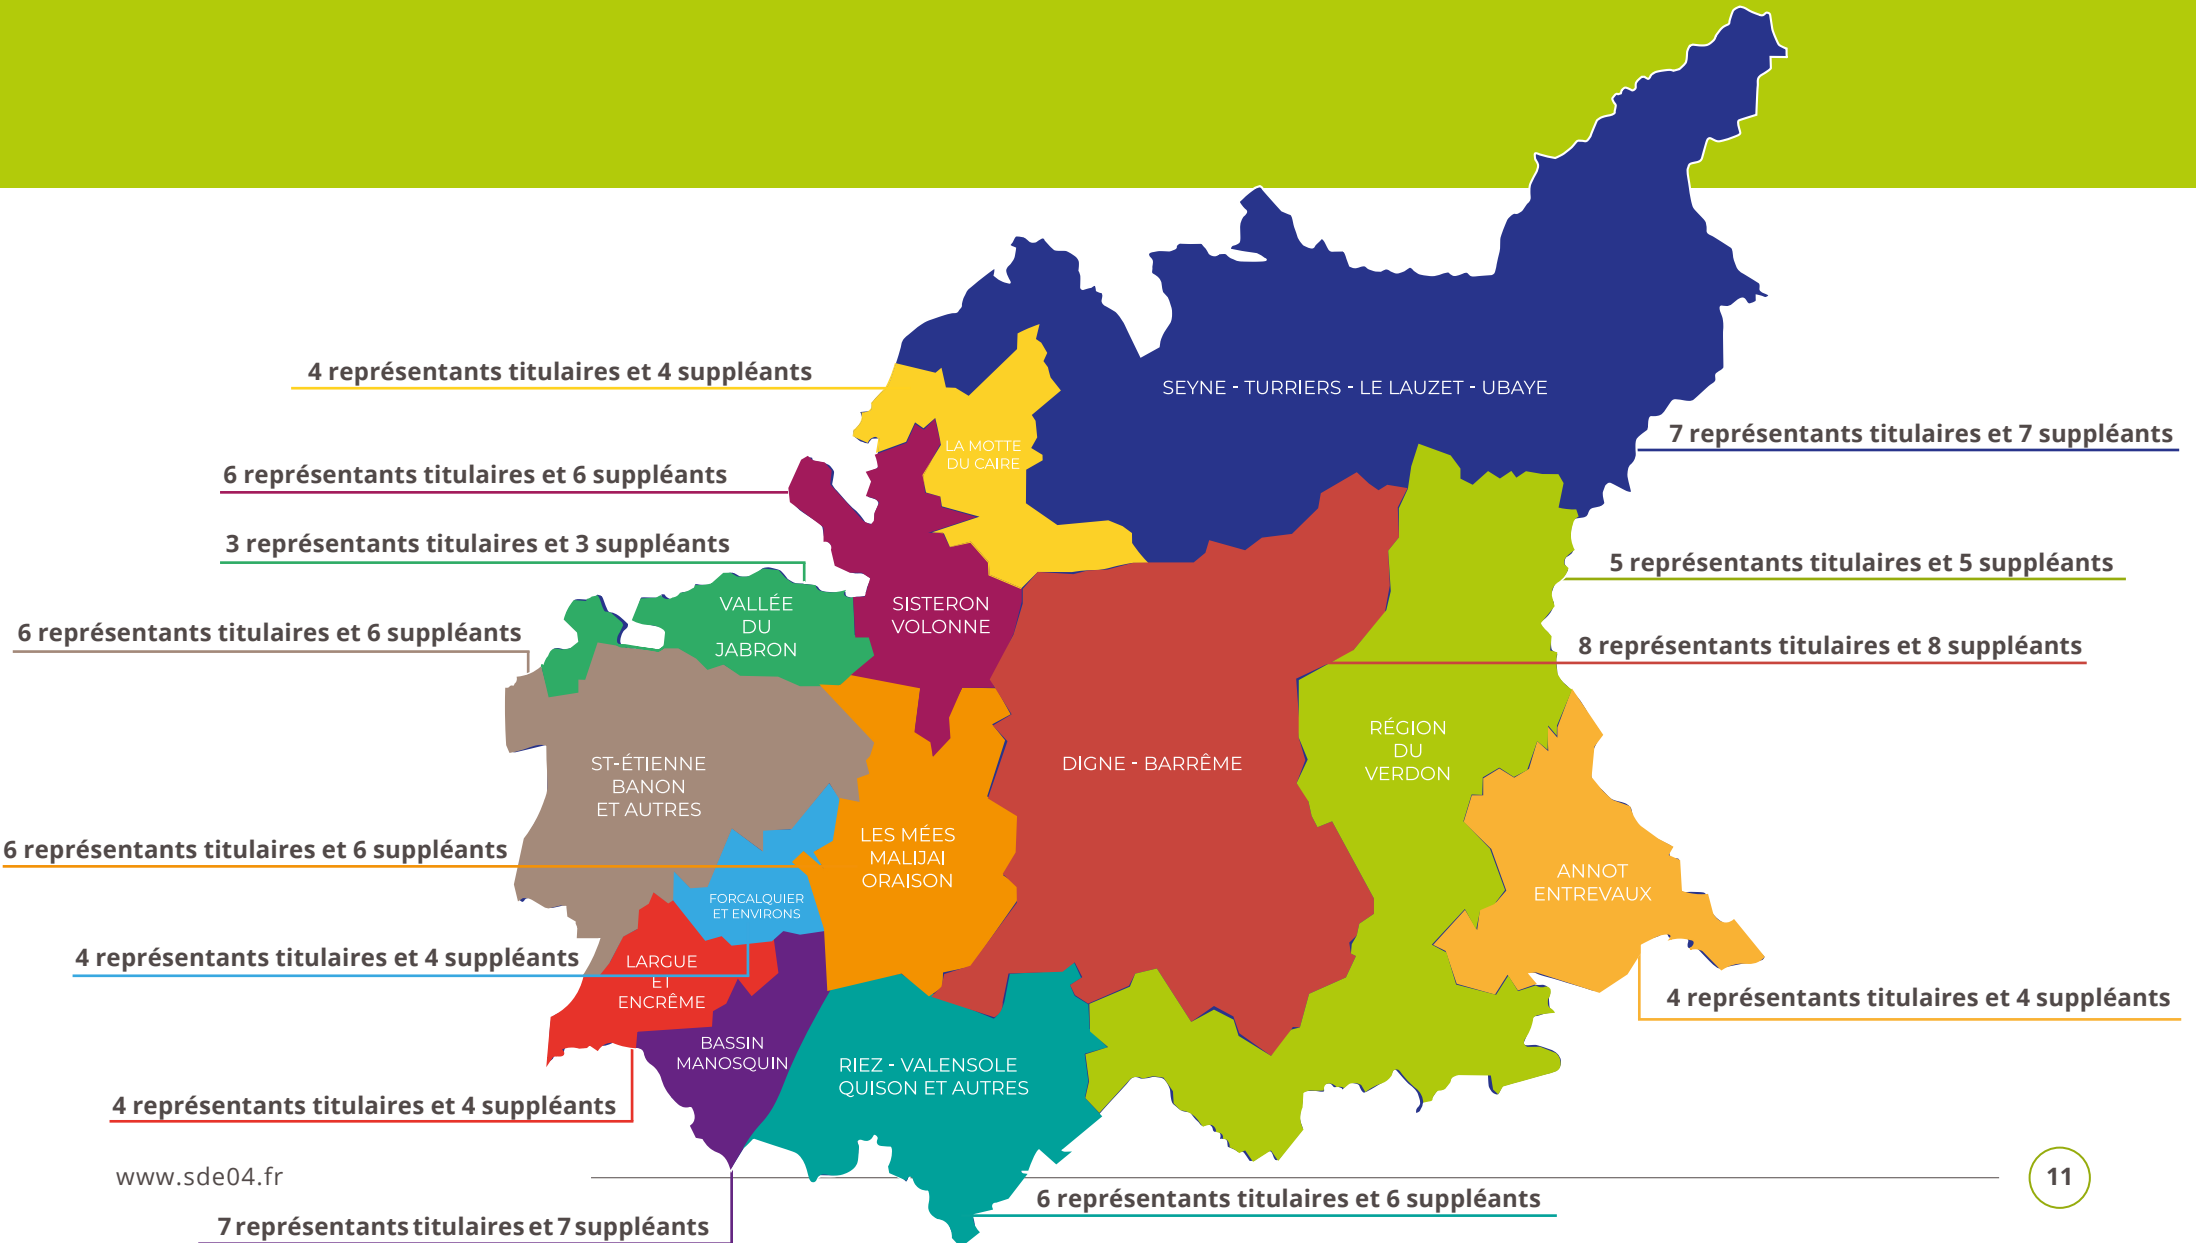 4 représentants titulaires et 4 suppléants
SEYNE - TURRIERS - LE LAUZET - UBAYE
7 représentants titulaires et 7 suppléants
LA MOTTE
DU CAIRE
6 représentants titulaires et 6 suppléants
3 représentants titulaires et 3 suppléants
5 représentants titulaires et 5 suppléants
VALLÉE
DU
JABRON
SISTERON
VOLONNE
6 représentants titulaires et 6 suppléants
8 représentants titulaires et 8 suppléants
RÉGION
DU
VERDON
ST-ÉTIENNE
BANON
ET AUTRES
DIGNE - BARRÊME
LES MÉES
MALIJAI
ORAISON
6 représentants titulaires et 6 suppléants
ANNOT
ENTREVAUX
FORCALQUIER
ET ENVIRONS
4 représentants titulaires et 4 suppléants
LARGUE
ET
ENCRÊME
4 représentants titulaires et 4 suppléants
BASSIN
MANOSQUIN
RIEZ - VALENSOLE
QUISON ET AUTRES
4 représentants titulaires et 4 suppléants
www.sde04.fr
11
6 représentants titulaires et 6 suppléants
7 représentants titulaires et 7 suppléants